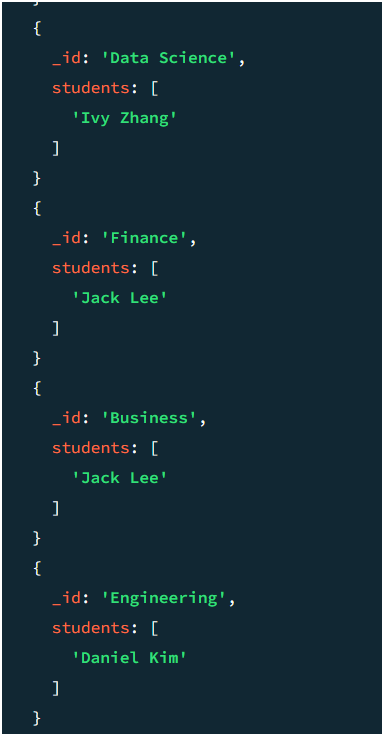 }
{
_id: 'Data Science',
students: [
'Ivy Zhang'
]
}
{
_id: 'Finance',
students: [
'Jack Lee'
]
}
{
_id: 'Business',
students: [
'Jack Lee'
]
}
{
_id: 'Engineering',
students: [
'Daniel Kim'
]
}